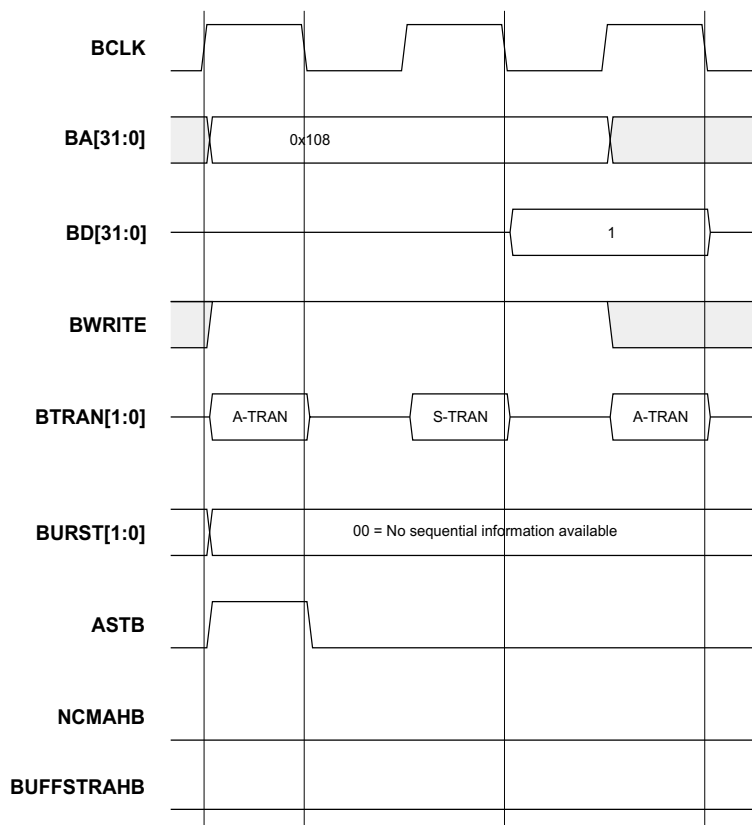 BCLK
BA[31:0]
0x108
BD[31:0]
1
BWRITE
BTRAN[1:0]
A-TRAN
S-TRAN
A-TRAN
BURST[1:0]
00 = No sequential information available
ASTB
NCMAHB
BUFFSTRAHB